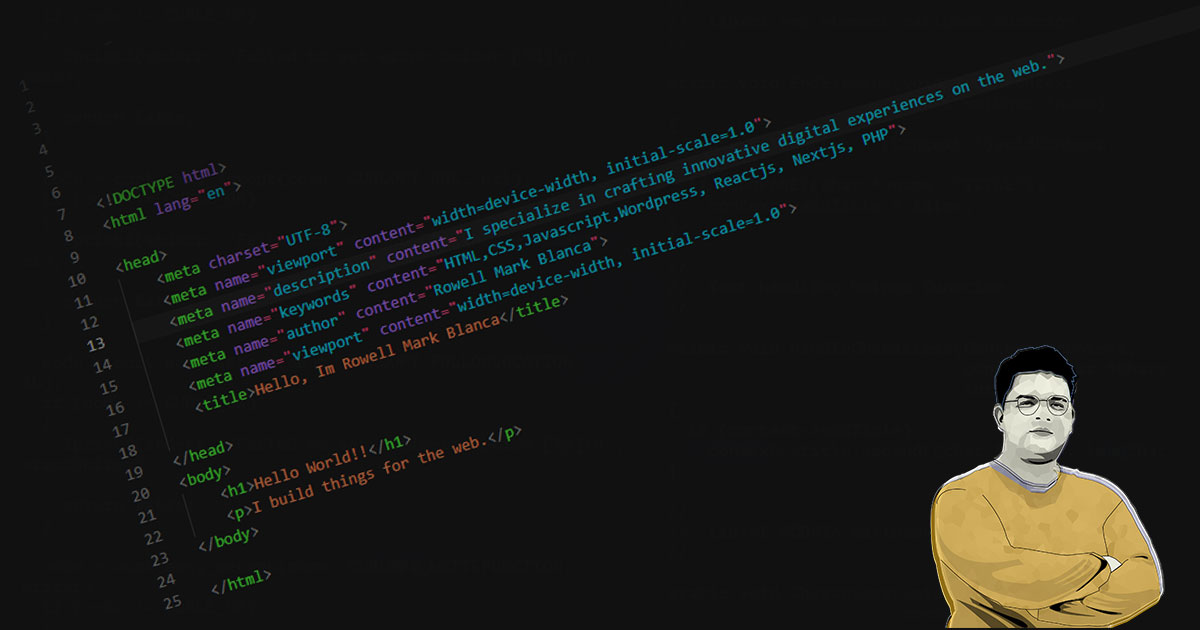 1
2
3
4
5
6 <!DOCTYPE html>
7 <html lang="en">
8
9 <head>
10 <meta charset="UTF-8">
11 <meta name="viewport" content="width=device-width, initial-scale=1.0">
12 <meta name="description" content="I specialize in crafting innovative digital experiences on the web.">
13 <meta name="keywords" content="HTML,CSS,Javascript,Wordpress, Reactjs, Nextjs, PHP">
14 <meta name="author" content="Rowell Mark Blanca">
15 <meta name="viewport" content="width=device-width, initial-scale=1.0">
16 <title>Hello, Im Rowell Mark Blanca</title>
17
18 </head>
19 <body>
20 <h1>Hello World!!</h1>
21 <p>I build things for the web.</p>
22 </body>
23
24 </html>
25